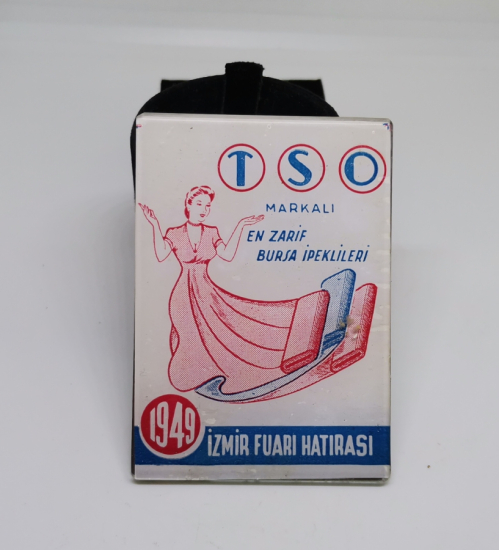 TSO
MARKALI
EN ZARİF
BURSA İPEKLİLERİ
1949 İZMİR FUARI HATIRASI